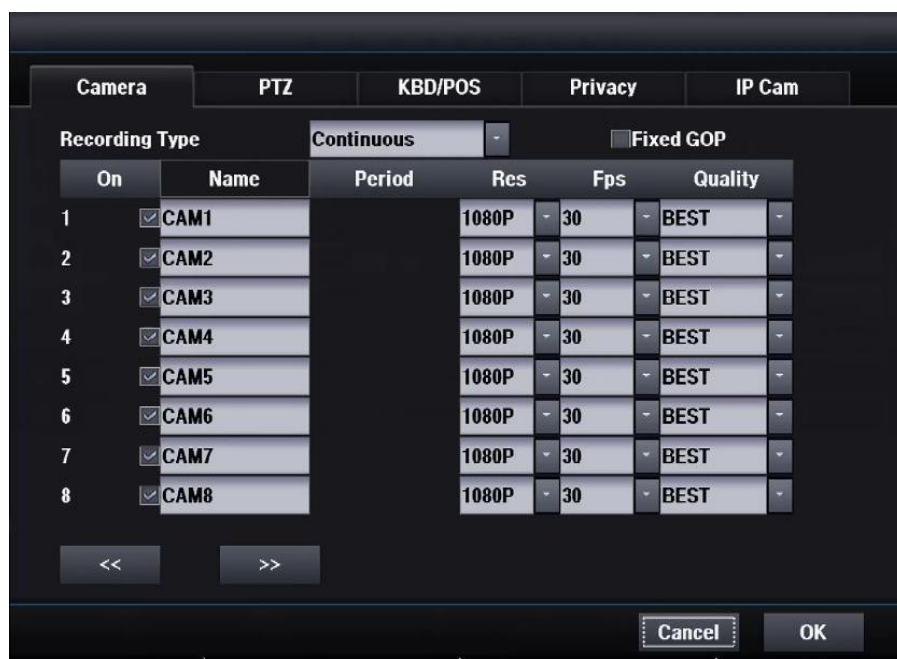 Camera PTZ KBD/POS Privacy IP Cam
Recording Type Continuous Fixed GOP
On Name Period Res Fps Quality
1 CAM1 1080P 30 BEST
2 CAM2 1080P 30 BEST
3 CAM3 1080P 30 BEST
4 CAM4 1080P 30 BEST
5 CAM5 1080P 30 BEST
6 CAM6 1080P 30 BEST
7 CAM7 1080P 30 BEST
8 CAM8 1080P 30 BEST
<< >>
Cancel OK